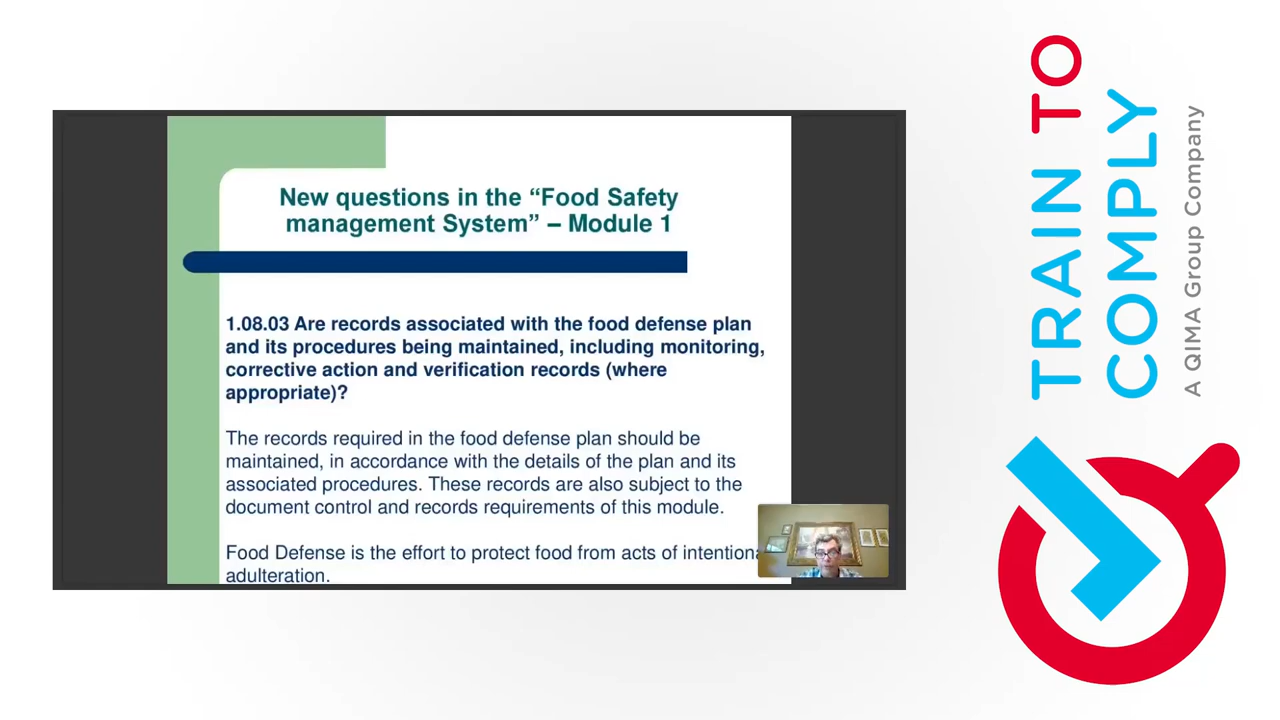 New questions in the “Food Safety
management System” – Module 1
1.08.03 Are records associated with the food defense plan
and its procedures being maintained, including monitoring,
corrective action and verification records (where
appropriate)?
The records required in the food defense plan should be
maintained, in accordance with the details of the plan and its
associated procedures. These records are also subject to the
document control and records requirements of this module.
Food Defense is the effort to protect food from acts of intentiona
adulteration.
TRAIN TO
COMPLY
A QIMA Group Company